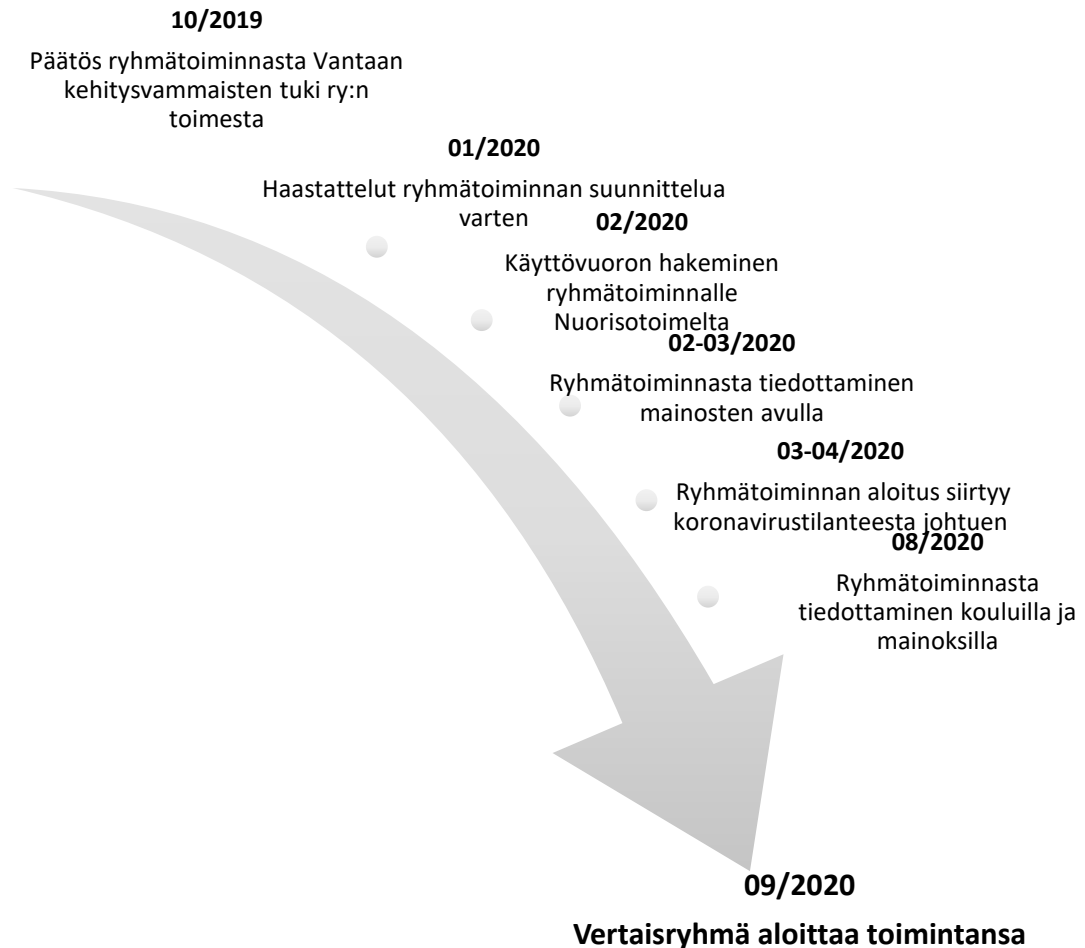 10/2019
Päätös ryhmätoiminnasta Vantaan
kehitysvammaisten tuki ry:n
toimesta
01/2020
Haastattelut ryhmätoiminnan suunnittelua
varten
02/2020
Käyttövuoron hakeminen
ryhmätoiminnalle
Nuorisotoimelta
02-03/2020
Ryhmätoiminnasta tiedottaminen
mainosten avulla
03-04/2020
Ryhmätoiminnan aloitus siirtyy
koronavirustilanteesta johtuen
08/2020
Ryhmätoiminnasta
tiedottaminen kouluilla ja
mainoksilla
09/2020
Vertaisryhmä aloittaa toimintansa